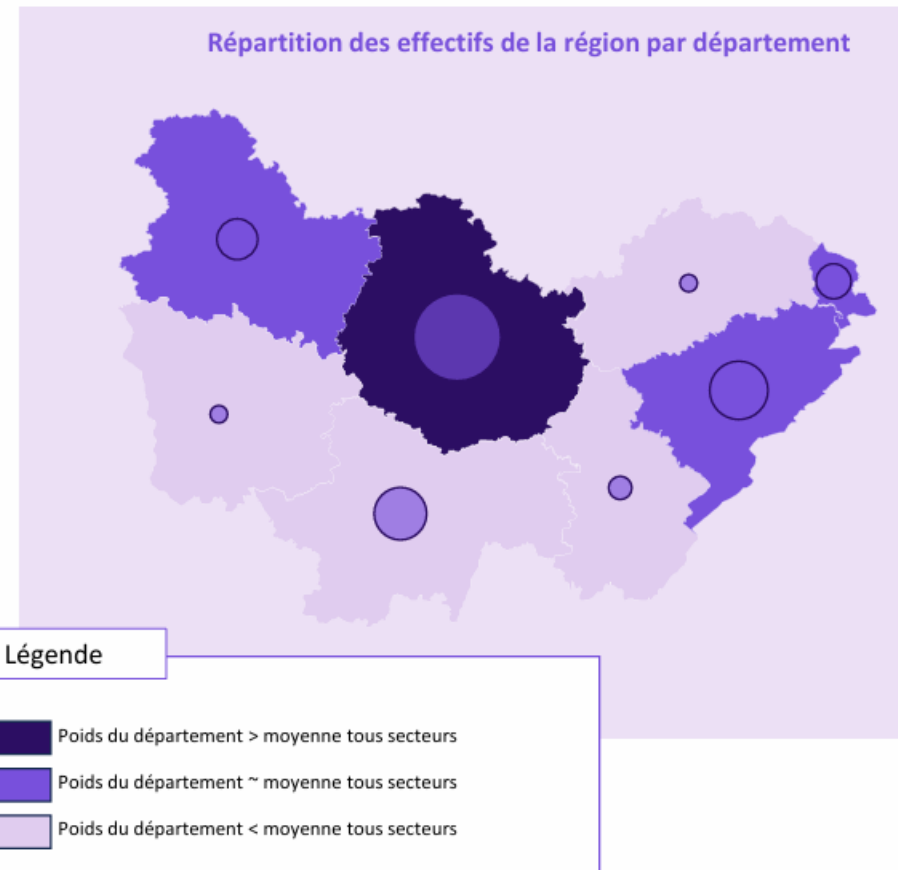 Répartition des effectifs de la région par département
Légende
Poids du département > moyenne tous secteurs
Poids du département ~ moyenne tous secteurs
Poids du département < moyenne tous secteurs